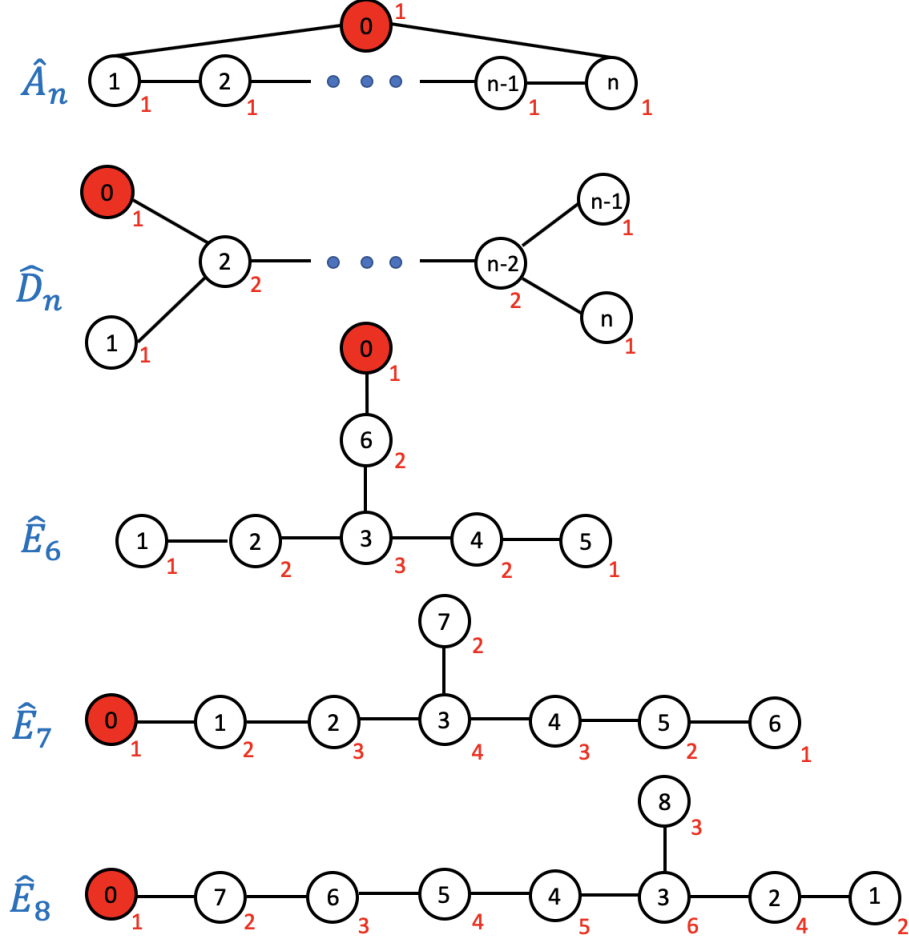 0 1
Â_n 1 2 n-1 n
1 1 1 1
0 n-1
1 1
D̂_n 2 n-2
2 2
1 n
1 1
0
1
6
2
Ê_6 1 2 3 4 5
1 2 3 2 1
7
2
Ê_7 0 1 2 3 4 5 6
1 2 3 4 3 2 1
8
3
Ê_8 0 7 6 5 4 3 2 1
1 2 3 4 5 6 4 2